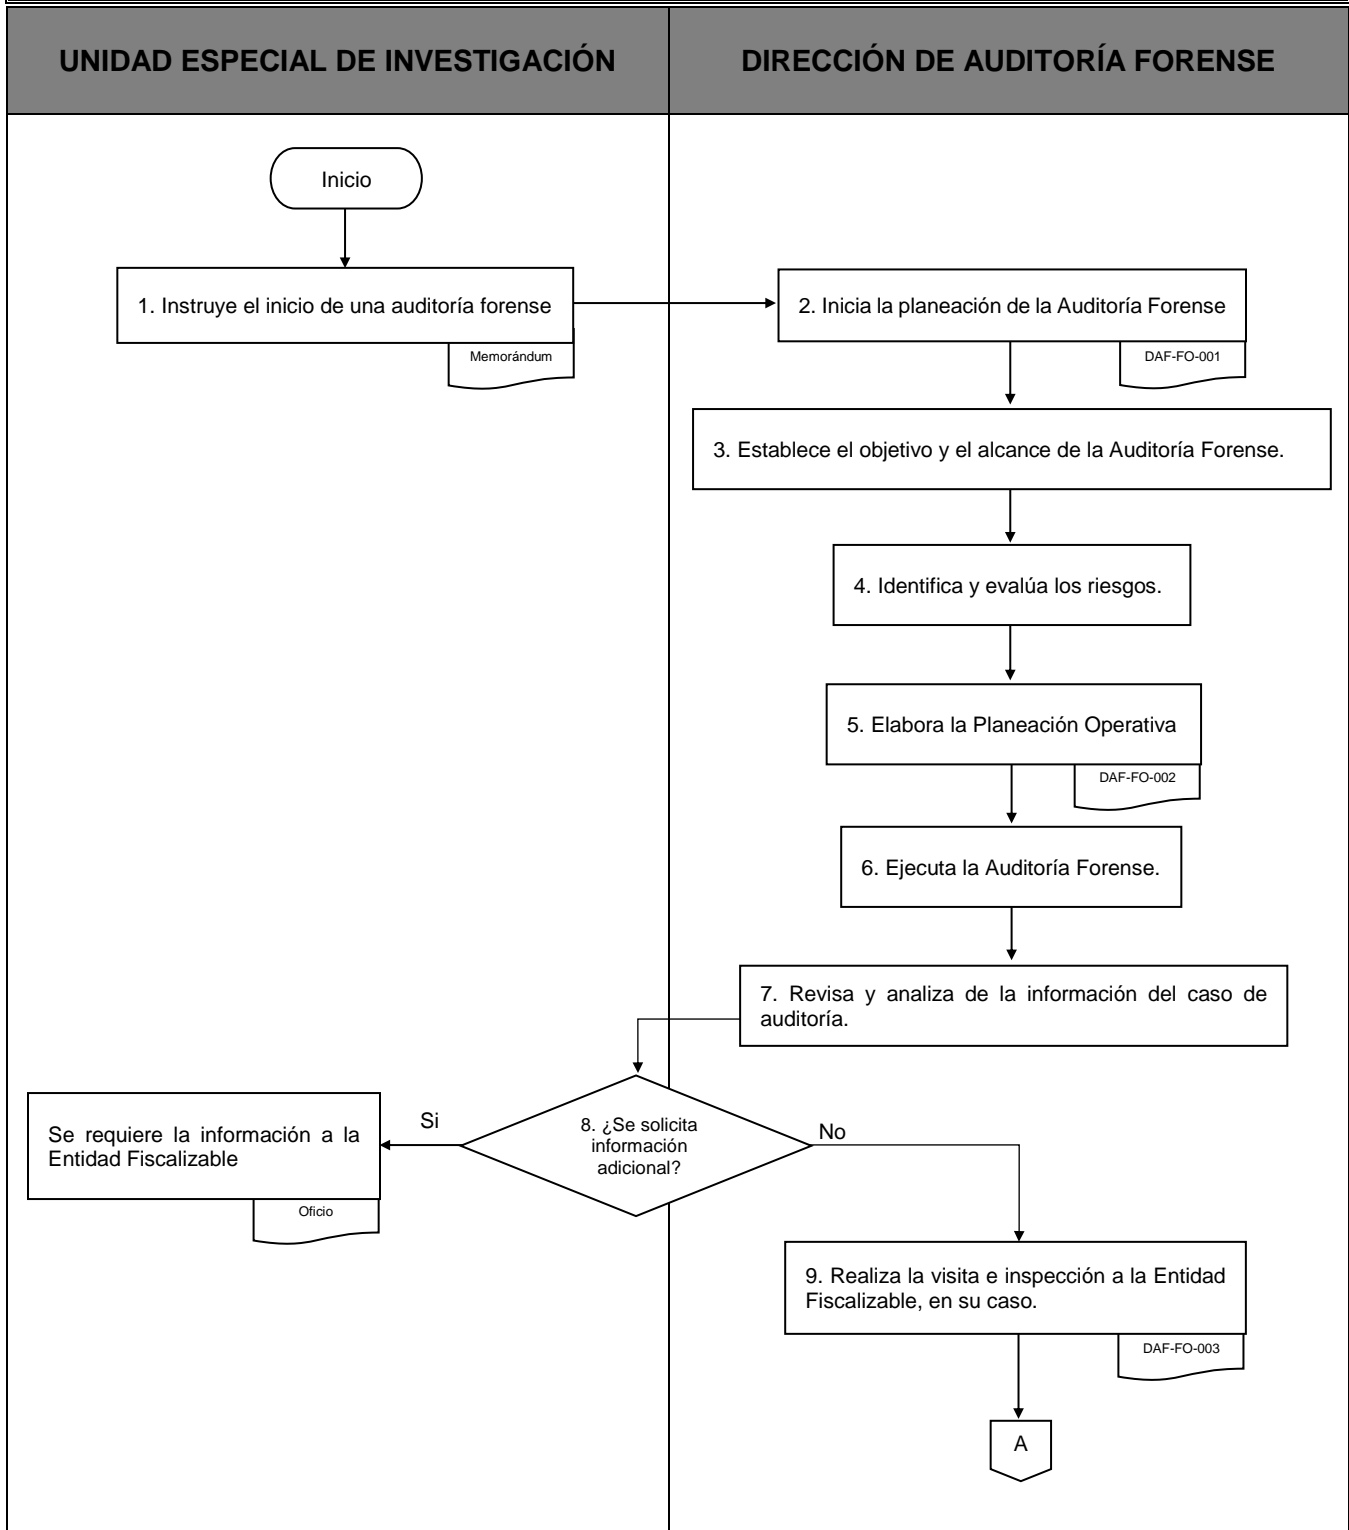 UNIDAD ESPECIAL DE INVESTIGACIÓN
DIRECCIÓN DE AUDITORÍA FORENSE
Inicio
1. Instruye el inicio de una auditoría forense
Memorándum
2. Inicia la planeación de la Auditoría Forense
DAF-FO-001
3. Establece el objetivo y el alcance de la Auditoría Forense.
4. Identifica y evalúa los riesgos.
5. Elabora la Planeación Operativa
DAF-FO-002
6. Ejecuta la Auditoría Forense.
7. Revisa y analiza de la información del caso de
auditoría.
8. ¿Se solicita
información
adicional?
Si
No
Se requiere la información a la
Entidad Fiscalizable
Oficio
9. Realiza la visita e inspección a la Entidad
Fiscalizable, en su caso.
DAF-FO-003
A